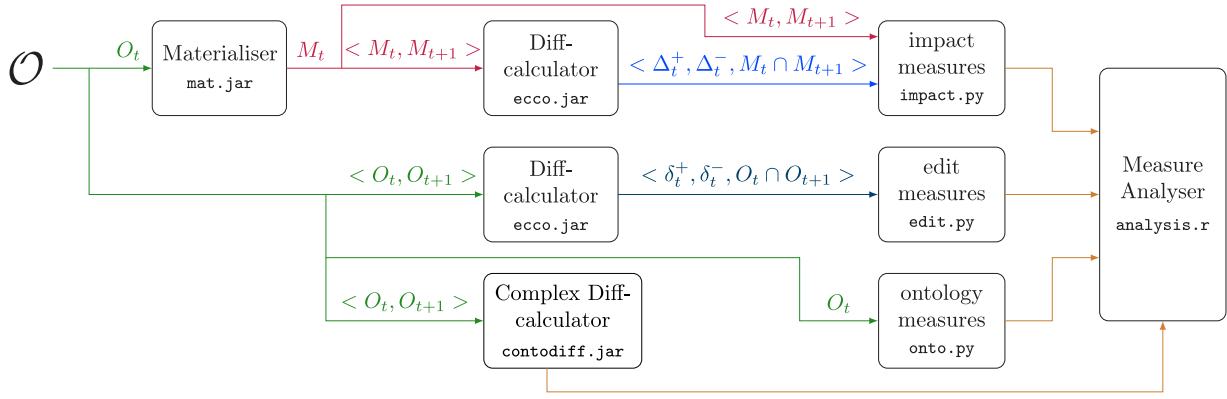 𝒪
O_t
Materialiser
mat.jar
M_t
< M_t, M_{t+1} >
Diff-
calculator
ecco.jar
< M_t, M_{t+1} >
< Δ_t^+, Δ_t^-, M_t ∩ M_{t+1} >
impact
measures
impact.py
< O_t, O_{t+1} >
Diff-
calculator
ecco.jar
< δ_t^+, δ_t^-, O_t ∩ O_{t+1} >
edit
measures
edit.py
Measure
Analyser
analysis.r
< O_t, O_{t+1} >
Complex Diff-
calculator
contodiff.jar
O_t
ontology
measures
onto.py